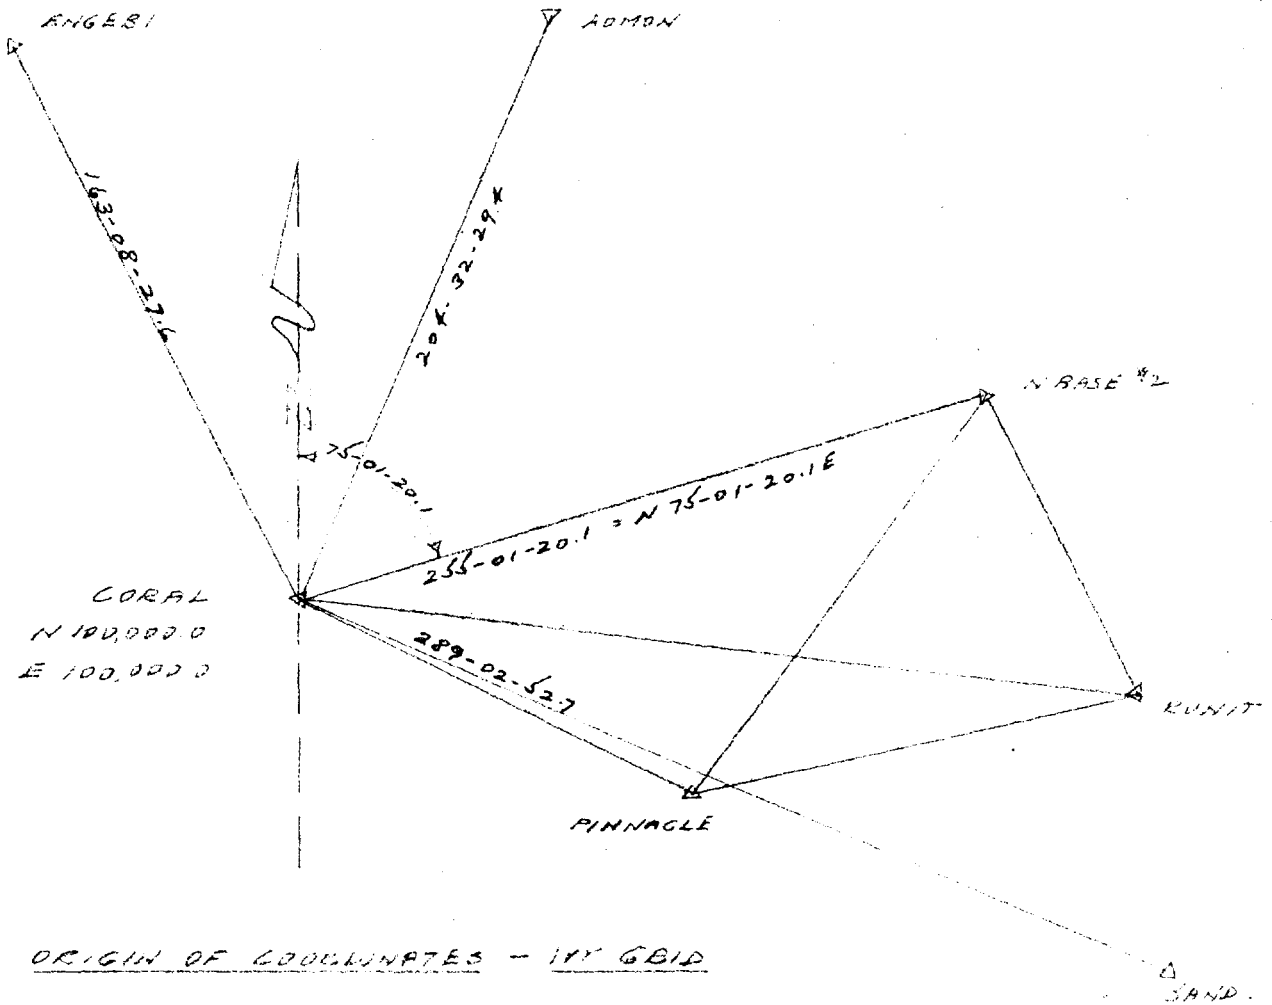 ENGEBI
AOMON
163-08-27.6
204-32-29.4
N BASE #2
75-01-20.1
255-01-20.1 = N 75-01-20.1 E
CORAL
N 100,000.0
E 100,000.0
289-02-52.7
RUNIT
PINNACLE
ORIGIN OF COORDINATES - IVY GRID
SAND.